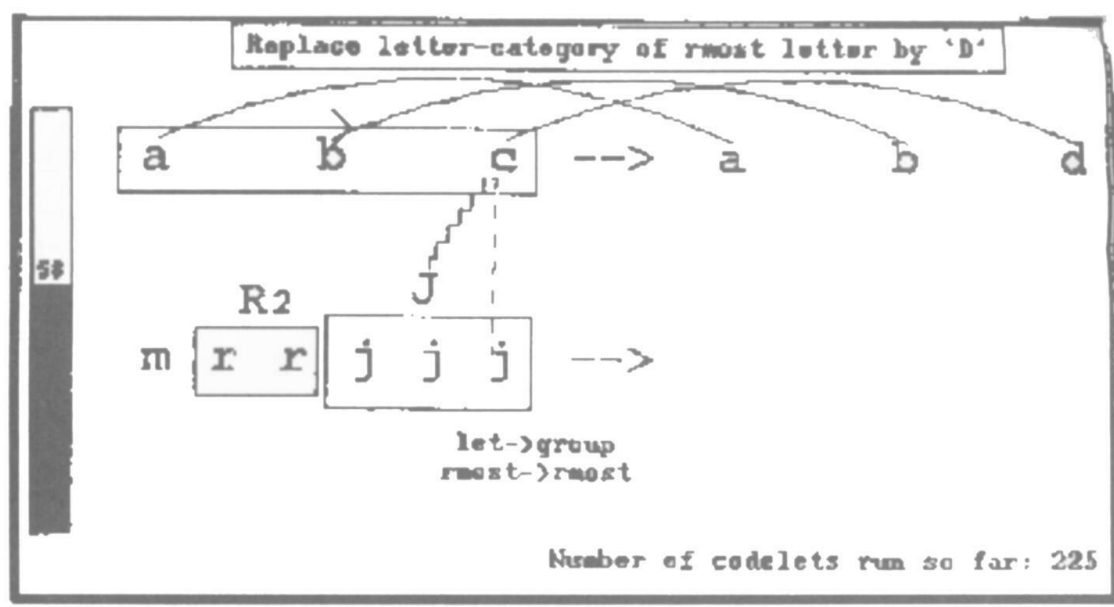 Replace letter-category of rmost letter by 'D'
a b c --> a b d
R2 J
m r r j j j -->
let->group
rmost->rmost
Number of codelets run so far: 225